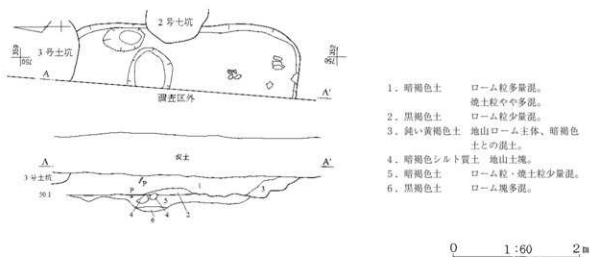 2号土坑
3号土坑
A
A'
調査区外
表土
A
A'
3号土坑
P
P
50.1
1
2
3
4
5
4
6
1. 暗褐色土 ローム粒多量混。
焼土粒やや多混。
2. 黒褐色土 ローム粒少量混。
3. 鈍い黄褐色土 地山ローム主体、暗褐色
土との混土。
4. 暗褐色シルト質土 地山土塊。
5. 暗褐色土 ローム粒・焼土粒少量混。
6. 黒褐色土 ローム塊多混。
0 1:60 2m